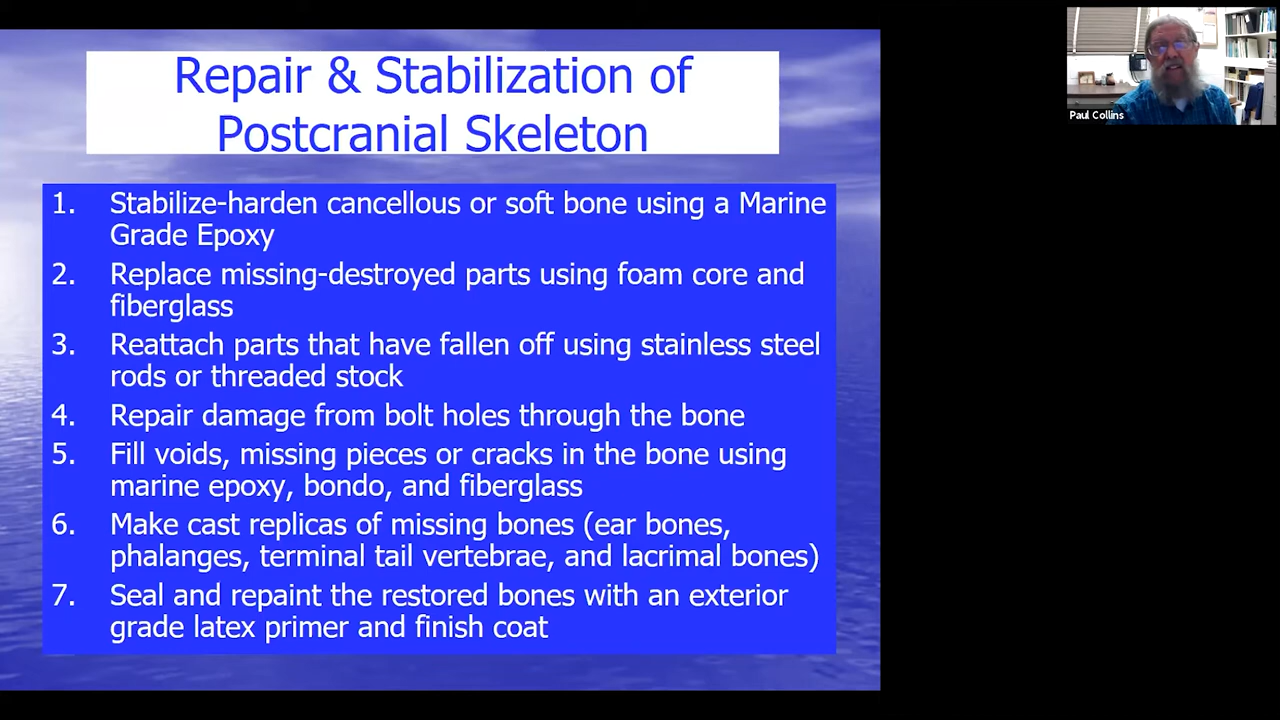 Repair & Stabilization of
Postcranial Skeleton
1. Stabilize-harden cancellous or soft bone using a Marine
Grade Epoxy
2. Replace missing-destroyed parts using foam core and
fiberglass
3. Reattach parts that have fallen off using stainless steel
rods or threaded stock
4. Repair damage from bolt holes through the bone
5. Fill voids, missing pieces or cracks in the bone using
marine epoxy, bondo, and fiberglass
6. Make cast replicas of missing bones (ear bones,
phalanges, terminal tail vertebrae, and lacrimal bones)
7. Seal and repaint the restored bones with an exterior
grade latex primer and finish coat
Paul Collins